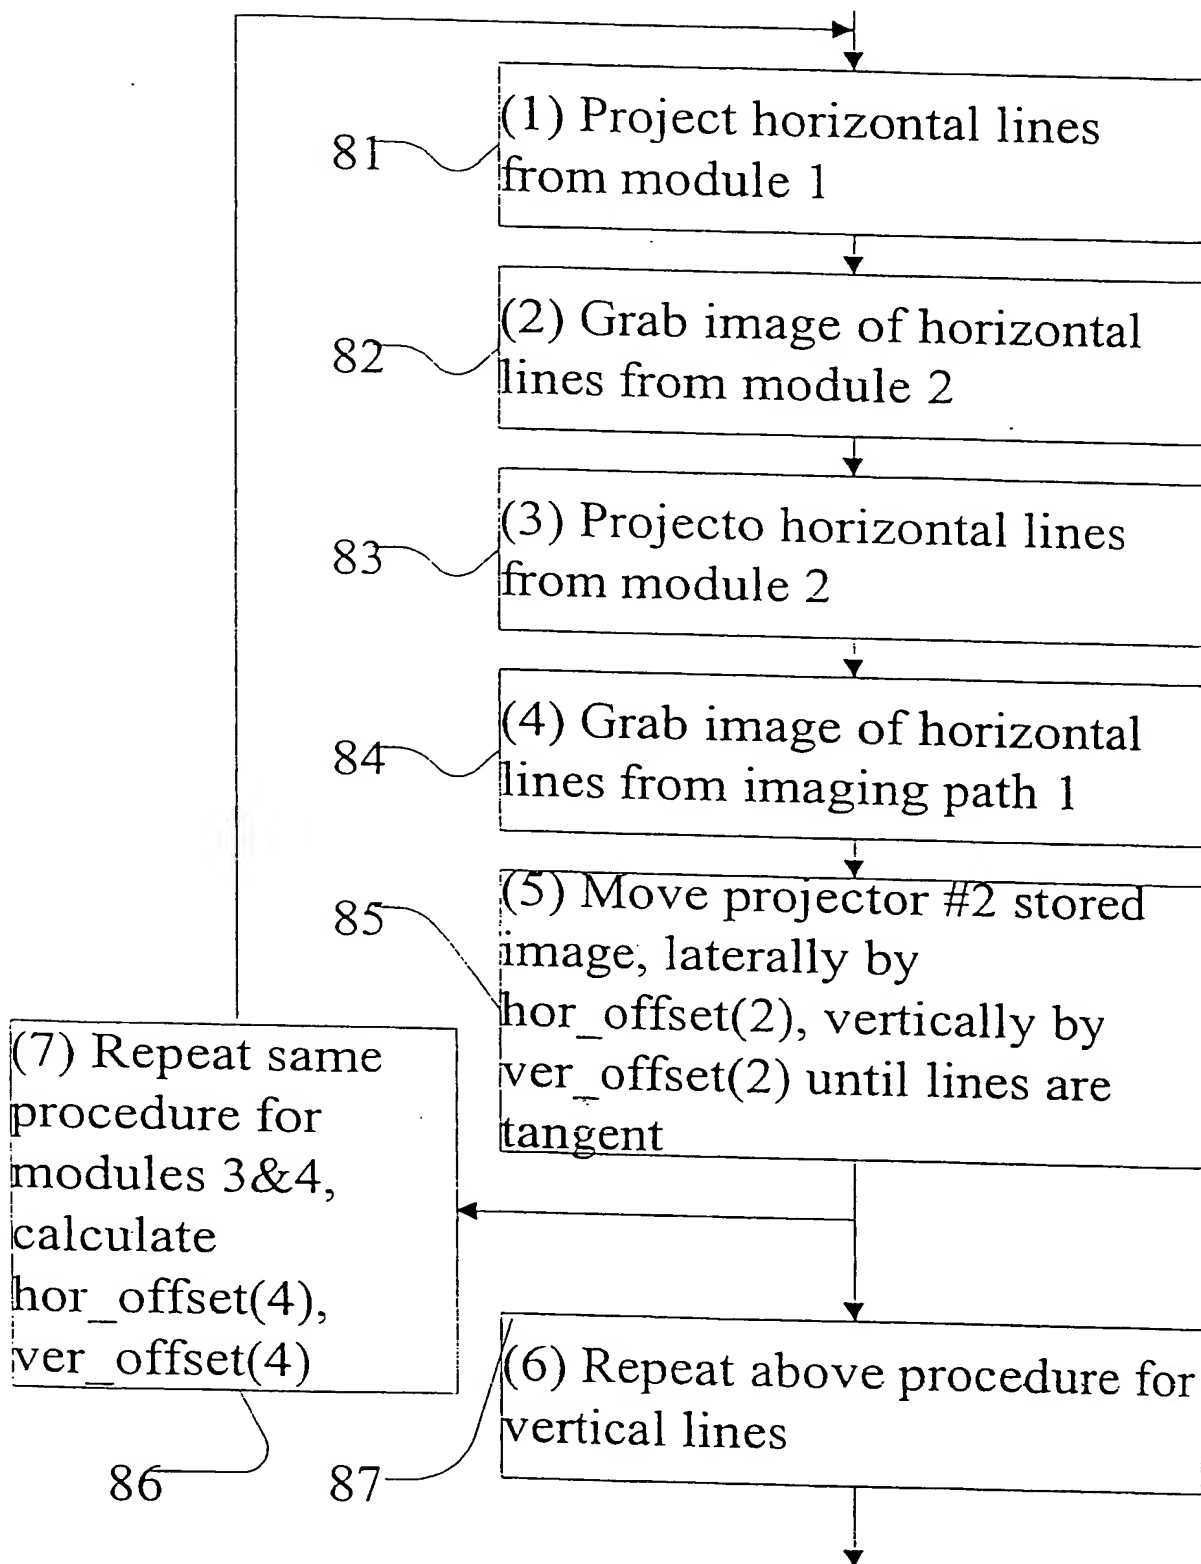 81
(1) Project horizontal lines
from module 1
82
(2) Grab image of horizontal
lines from module 2
83
(3) Projecto horizontal lines
from module 2
84
(4) Grab image of horizontal
lines from imaging path 1
85
(5) Move projector #2 stored
image, laterally by
hor_offset(2), vertically by
ver_offset(2) until lines are
tangent
(7) Repeat same
procedure for
modules 3&4,
calculate
hor_offset(4),
ver_offset(4)
86
87
(6) Repeat above procedure for
vertical lines